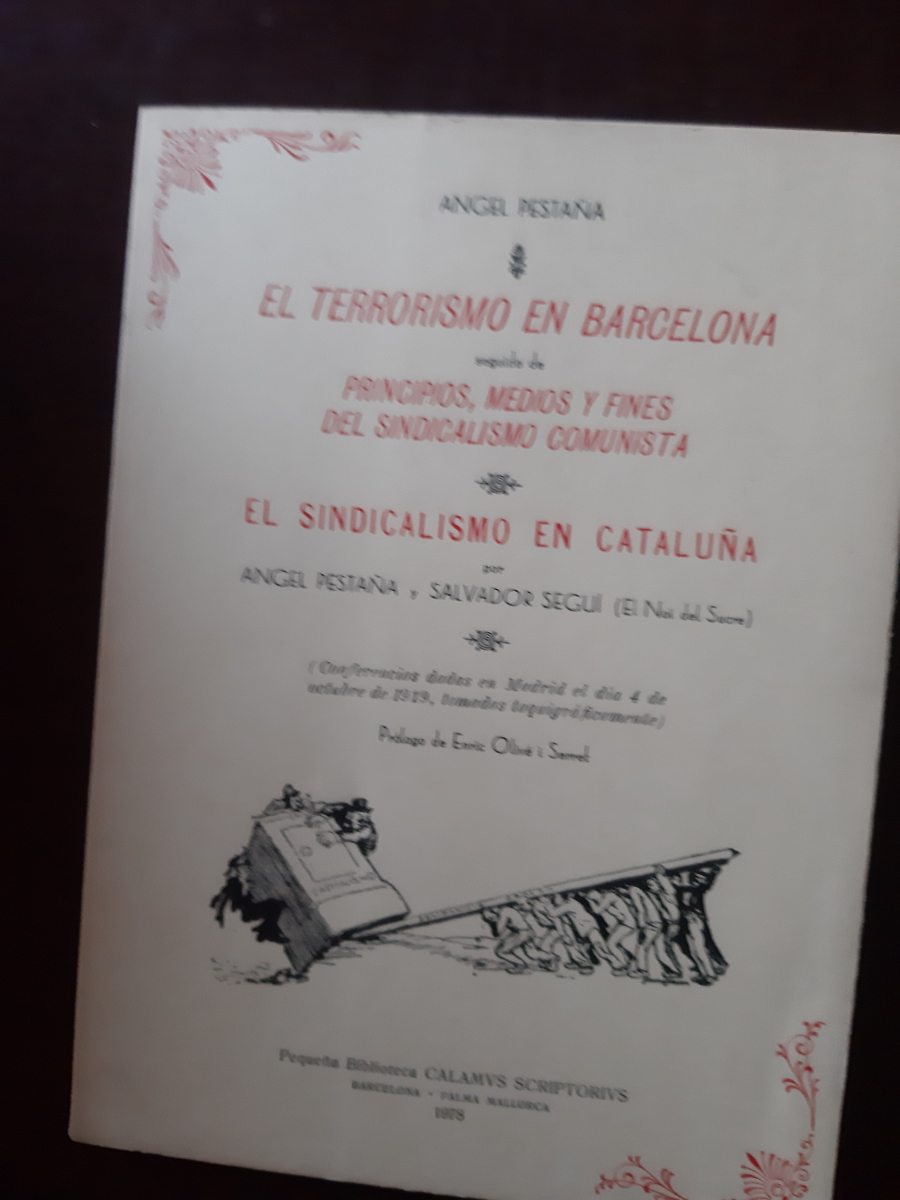 ANGEL PESTAÑA
EL TERRORISMO EN BARCELONA
seguido de
PRINCIPIOS, MEDIOS Y FINES
DEL SINDICALISMO COMUNISTA
EL SINDICALISMO EN CATALUÑA
por
ANGEL PESTAÑA y SALVADOR SEGUÍ (El Noi del Sucre)
(Conferencias dadas en Madrid el día 4 de
octubre de 1919, tomadas taquigráficamente)
Prólogo de Enric Olivé i Serret
Pequeña Biblioteca CALAMVS SCRIPTORIVS
BARCELONA - PALMA MALLORCA
1978